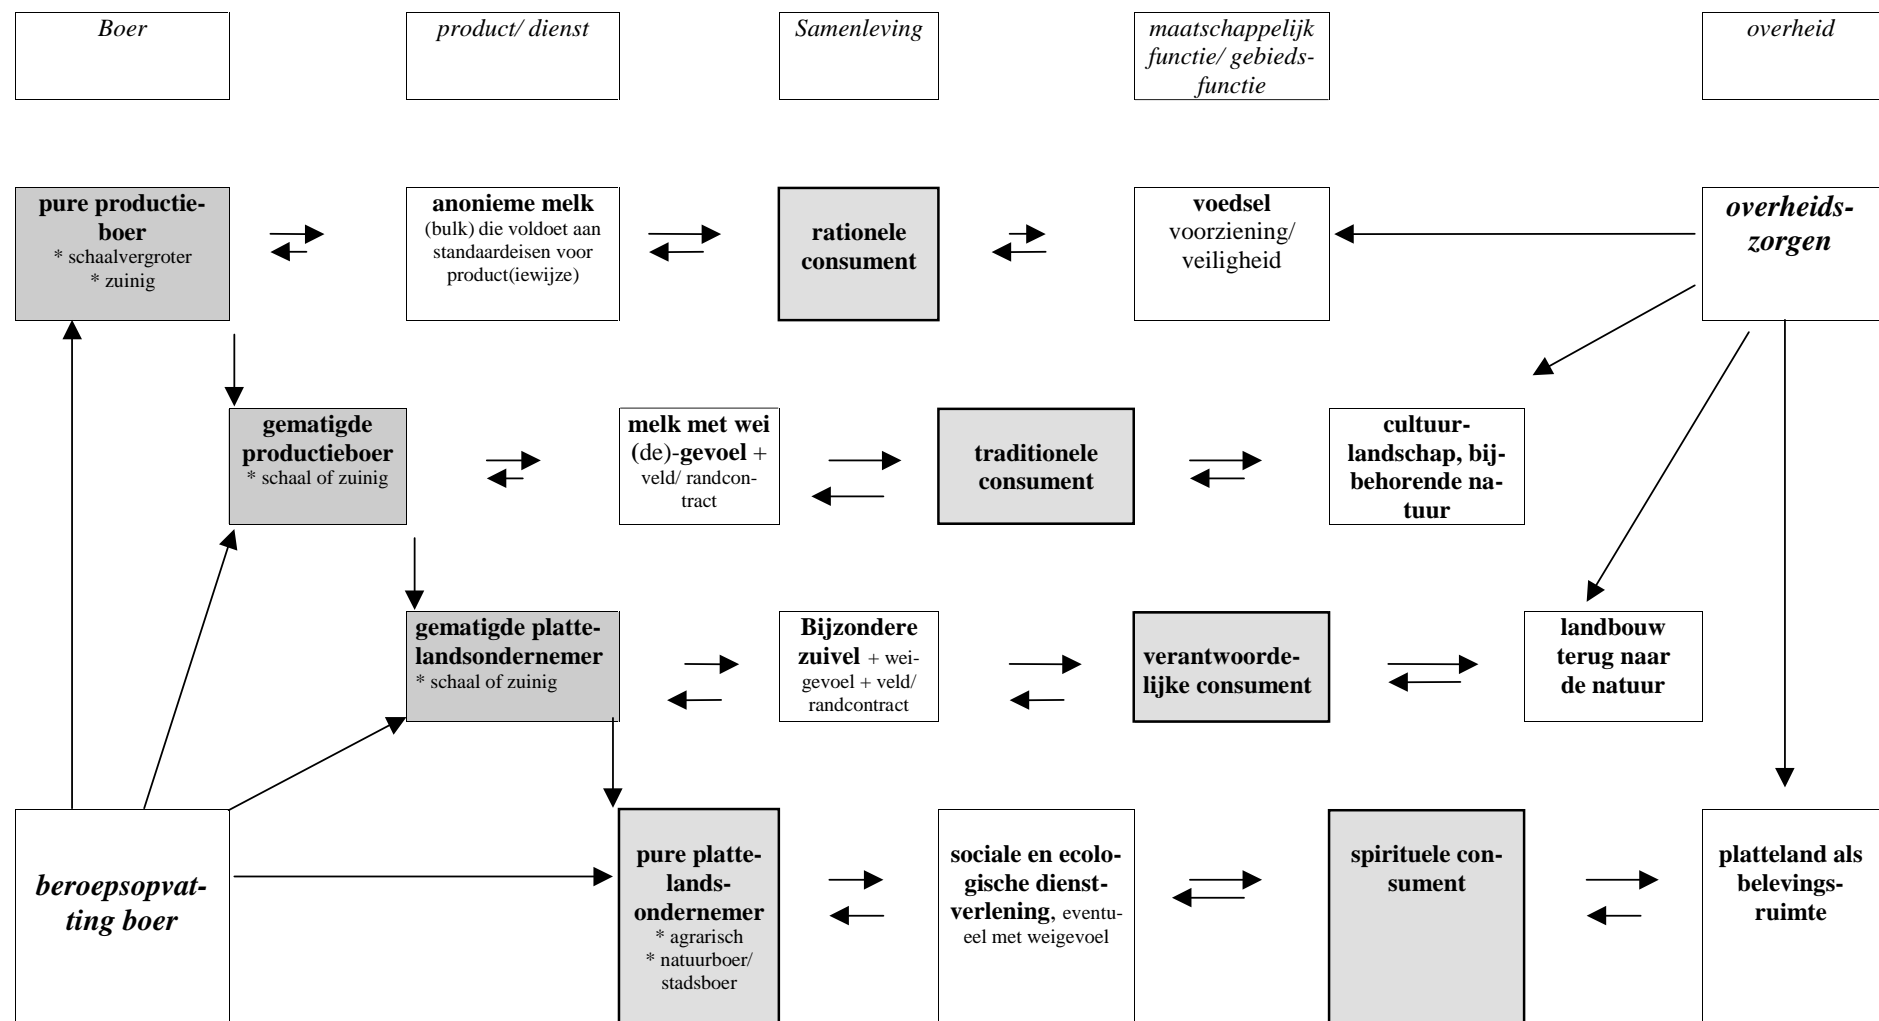 Boer
product/ dienst
Samenleving
maatschappelijk
functie/ gebieds-
functie
overheid
pure productie-
boer
* schaalvergroter
* zuinig
anonieme melk
(bulk) die voldoet aan
standaardeisen voor
product(iewijze)
rationele
consument
voedsel
voorziening/
veiligheid
overheids-
zorgen
gematigde
productieboer
* schaal of zuinig
melk met wei
(de)-gevoel +
veld/ randcon-
tract
traditionele
consument
cultuur-
landschap, bij-
behorende na-
tuur
gematigde platte-
landsondernemer
* schaal of zuinig
Bijzondere
zuivel + wei-
gevoel + veld/
randcontract
verantwoorde-
lijke consument
landbouw
terug naar
de natuur
beroepsopvat-
ting boer
pure platte-
lands-
ondernemer
* agrarisch
* natuurboer/
stadsboer
sociale en ecolo-
gische dienst-
verlening, eventu-
eel met weigevoel
spirituele con-
sument
platteland als
belevings-
ruimte